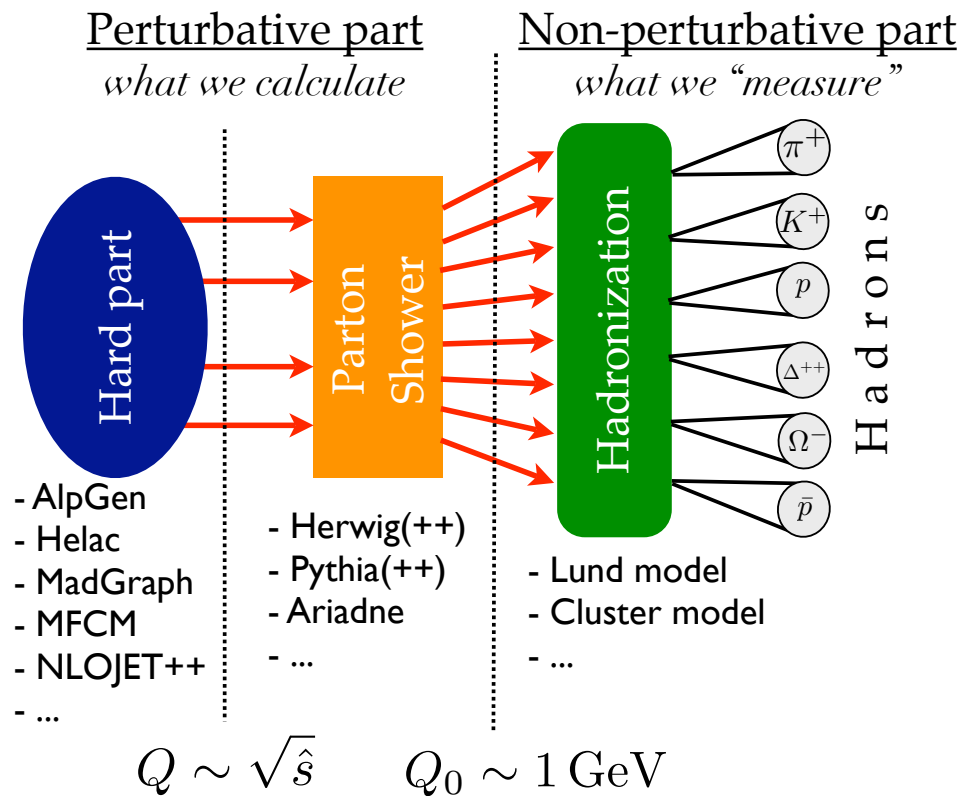 Perturbative part
what we calculate
Non-perturbative part
what we “measure”
Hard part
Parton
Shower
Hadronization
π⁺
K⁺
p
Δ⁺⁺
Ω⁻
p̄
Hadrons
- AlpGen
- Helac
- MadGraph
- MFCM
- NLOJET++
- ...
- Herwig(++)
- Pythia(++)
- Ariadne
- ...
- Lund model
- Cluster model
- ...
Q ∼ √ŝ
Q₀ ∼ 1 GeV